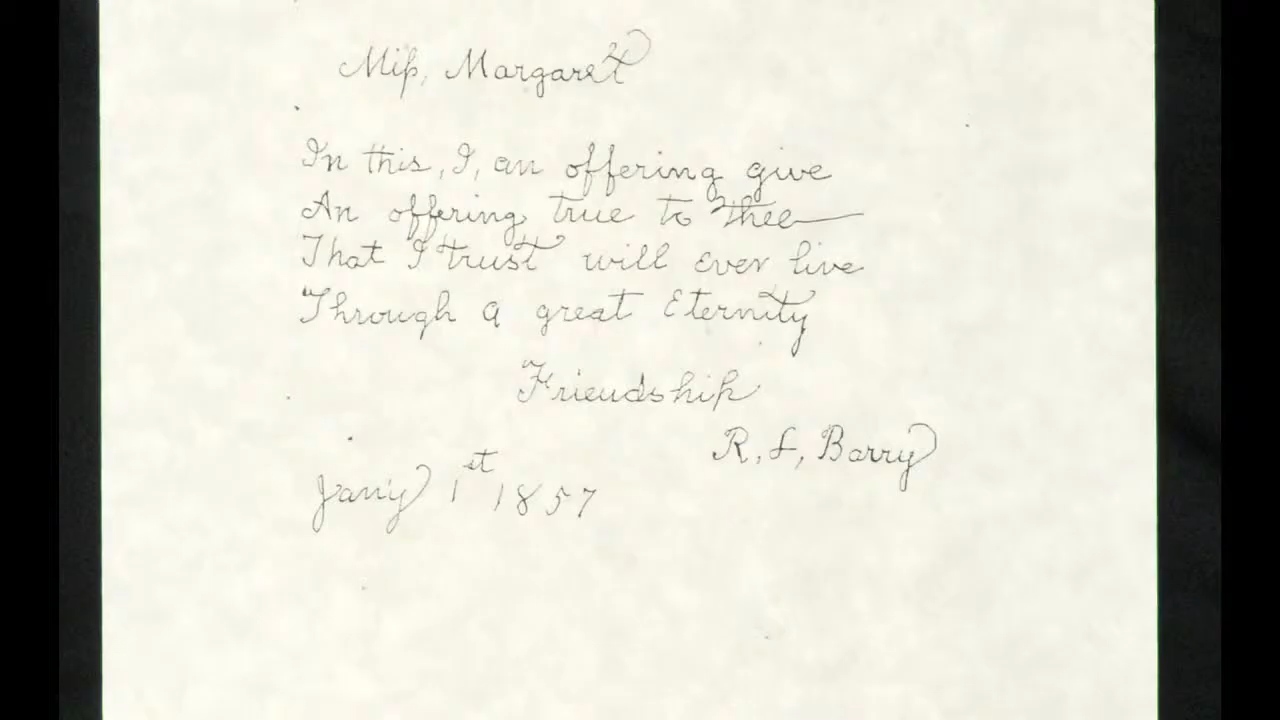 Miſs, Margaret
In this, I, an offering give
An offering true to Thee
That I trust will ever live
Through a great Eternity
Friendship
R. L, Barry
Jany 1st 1857